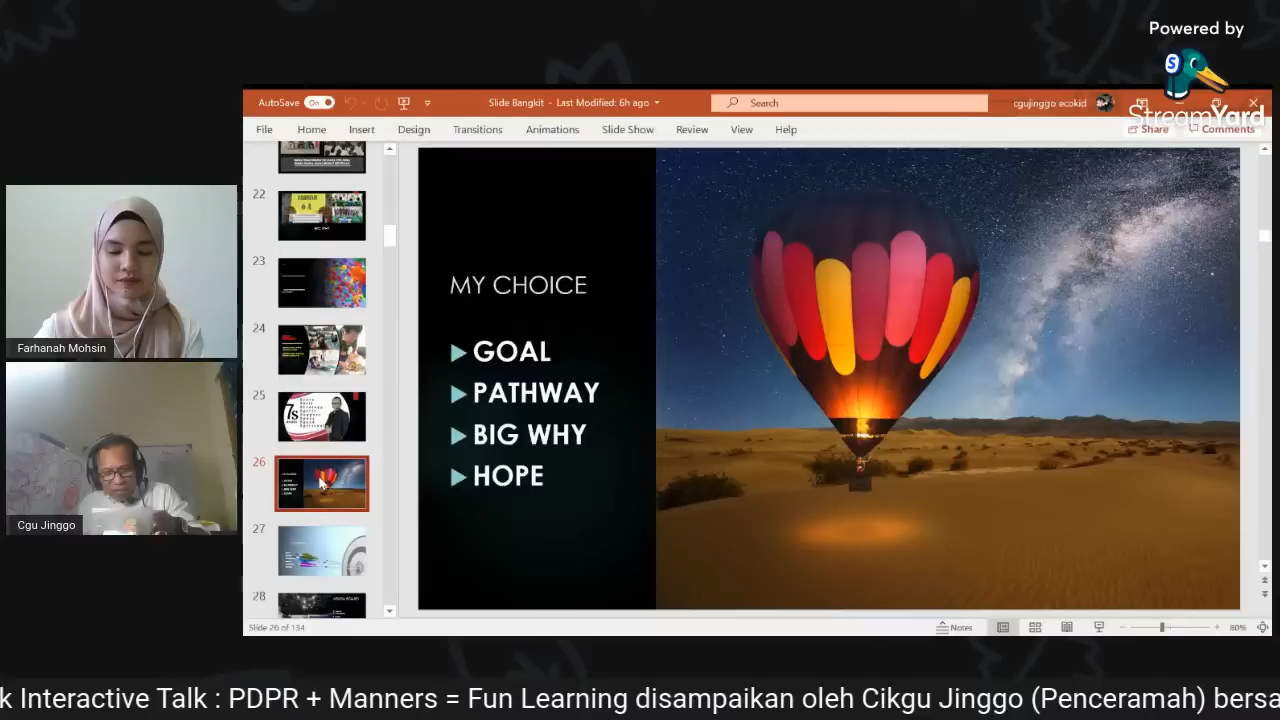 Powered by
StreamYard
AutoSave On
Slide Bangkit - Last Modified: 6h ago
Search
cgujinggo ecokid
File Home Insert Design Transitions Animations Slide Show Review View Help
Share Comments
22
23
24
25
7S
26
27
28
MY CHOICE
GOAL
PATHWAY
BIG WHY
HOPE
Farhanah Mohsin
Cgu Jinggo
Slide 26 of 134
Notes
80%
k Interactive Talk : PDPR + Manners = Fun Learning disampaikan oleh Cikgu Jinggo (Penceramah) bersa